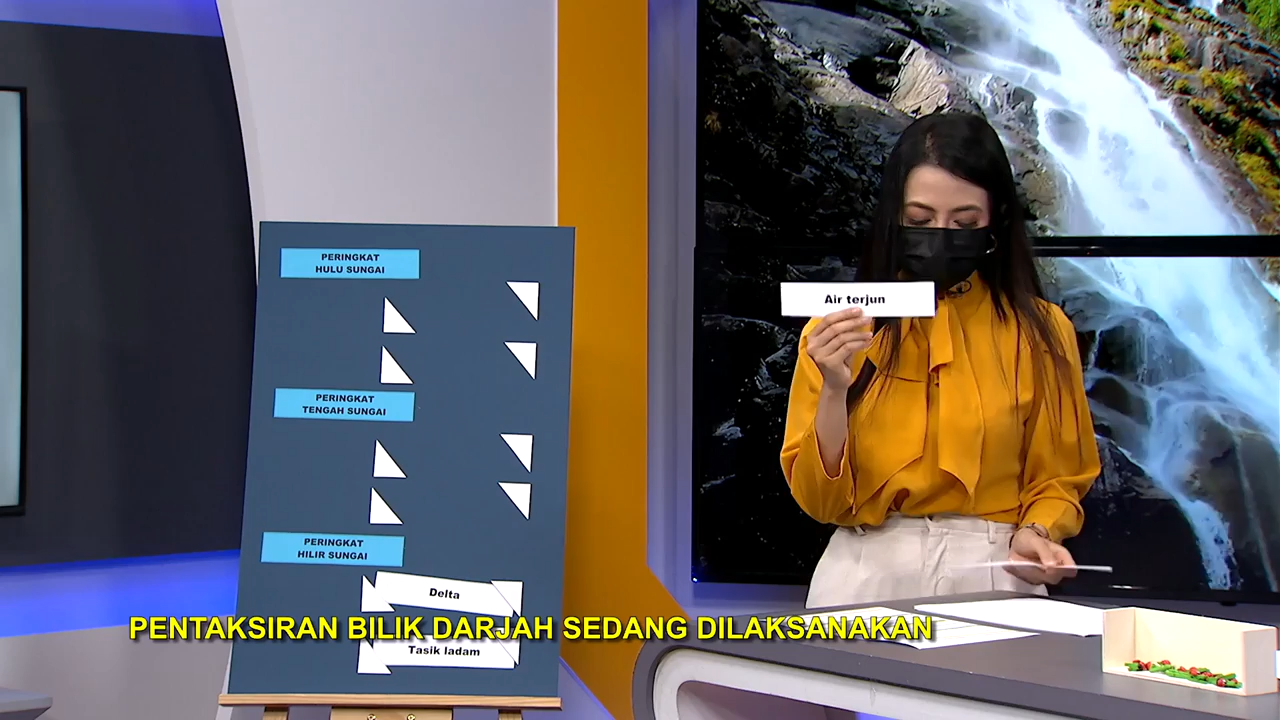 PERINGKAT
HULU SUNGAI
Air terjun
PERINGKAT
TENGAH SUNGAI
PERINGKAT
HILIR SUNGAI
Delta
PENTAKSIRAN BILIK DARJAH SEDANG DILAKSANAKAN
Tasik ladam